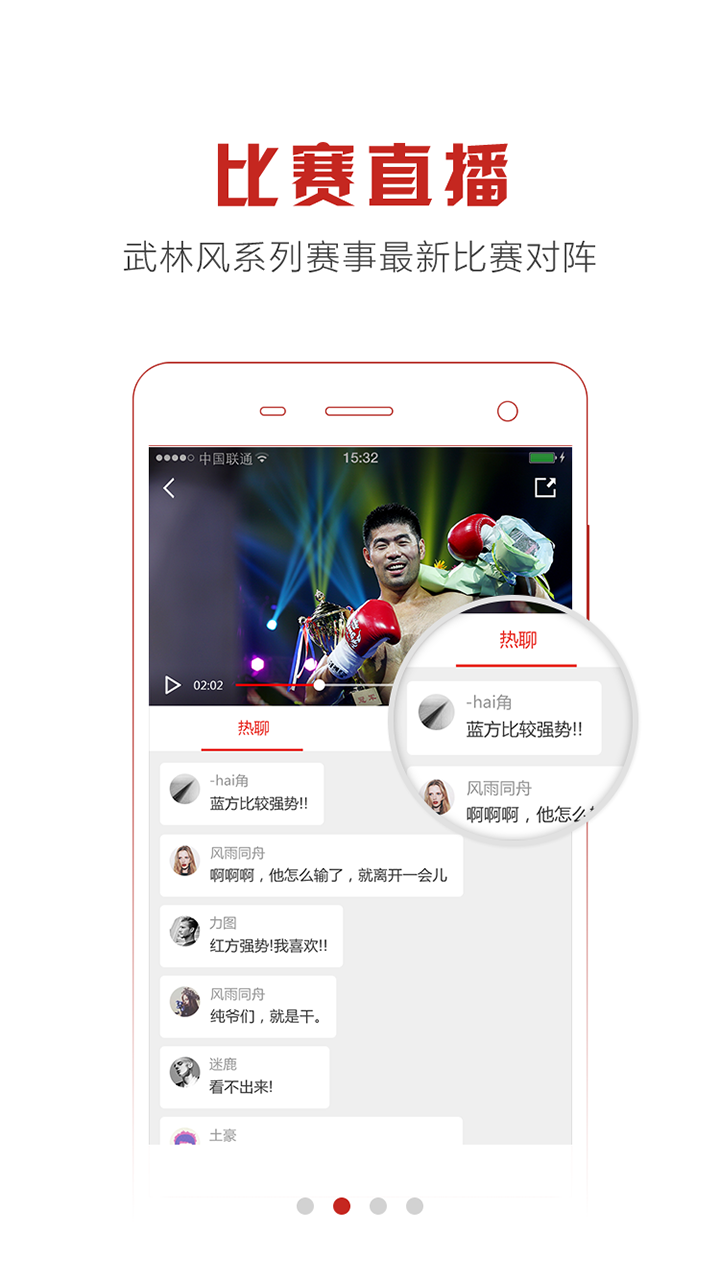 比赛直播
武林风系列赛事最新比赛对阵
中国联通
15:32
02:02
热聊
-hai角
蓝方比较强势!!
风雨同舟
啊啊啊，他怎么
热聊
-hai角
蓝方比较强势!!
风雨同舟
啊啊啊，他怎么输了，就离开一会儿
力图
红方强势!我喜欢!!
风雨同舟
纯爷们，就是干。
迷鹿
看不出来!
土豪